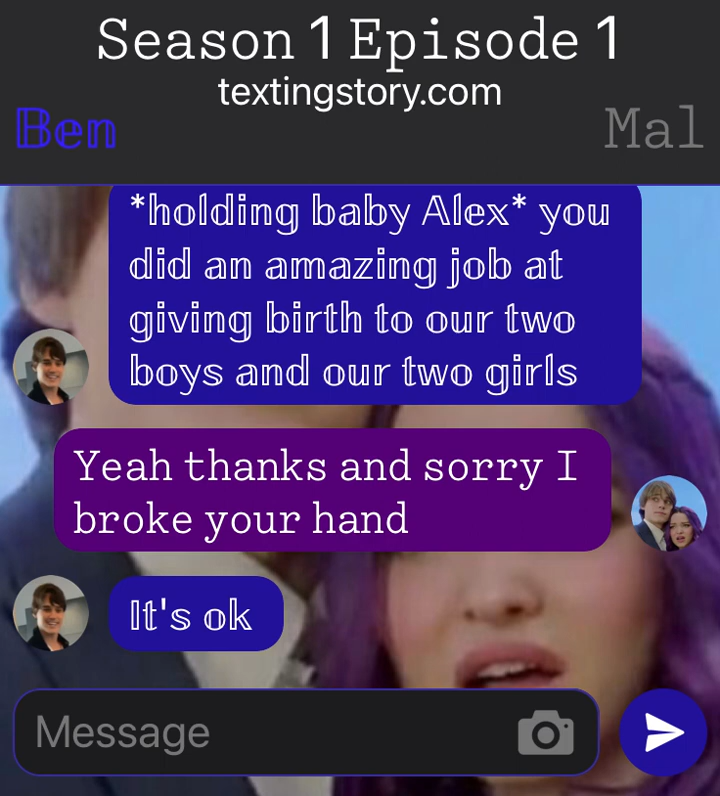 Season 1 Episode 1
textingstory.com
Ben
Mal
*holding baby Alex* you
did an amazing job at
giving birth to our two
boys and our two girls
Yeah thanks and sorry I
broke your hand
It's ok
Message